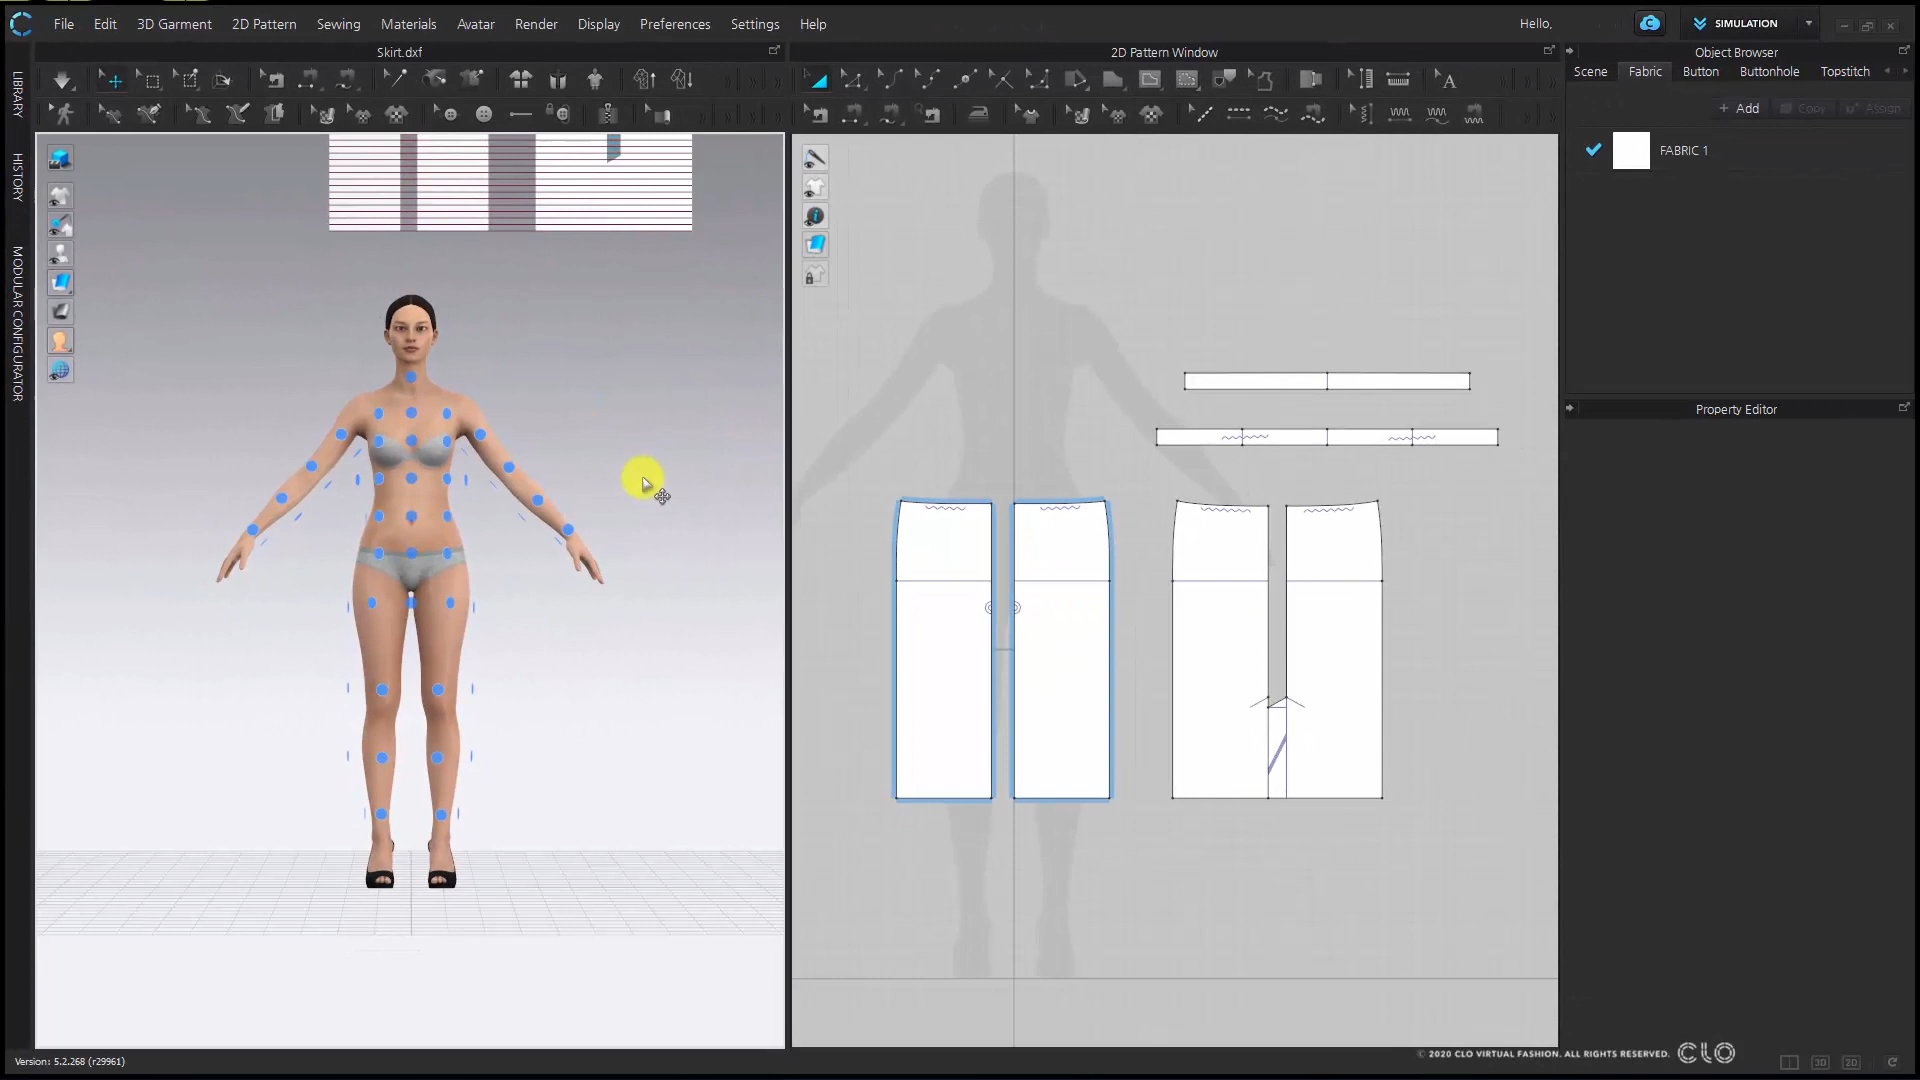 File Edit 3D Garment 2D Pattern Sewing Materials Avatar Render Display Preferences Settings Help
Hello, SIMULATION
Skirt.dxf
2D Pattern Window
Object Browser
Scene Fabric Button Buttonhole Topstitch
+ Add Copy Assign
FABRIC 1
LIBRARY
HISTORY
MODULAR CONFIGURATOR
Property Editor
Version: 5.2.268 (r29961)
© 2020 CLO VIRTUAL FASHION. ALL RIGHTS RESERVED. CLO
3D 2D